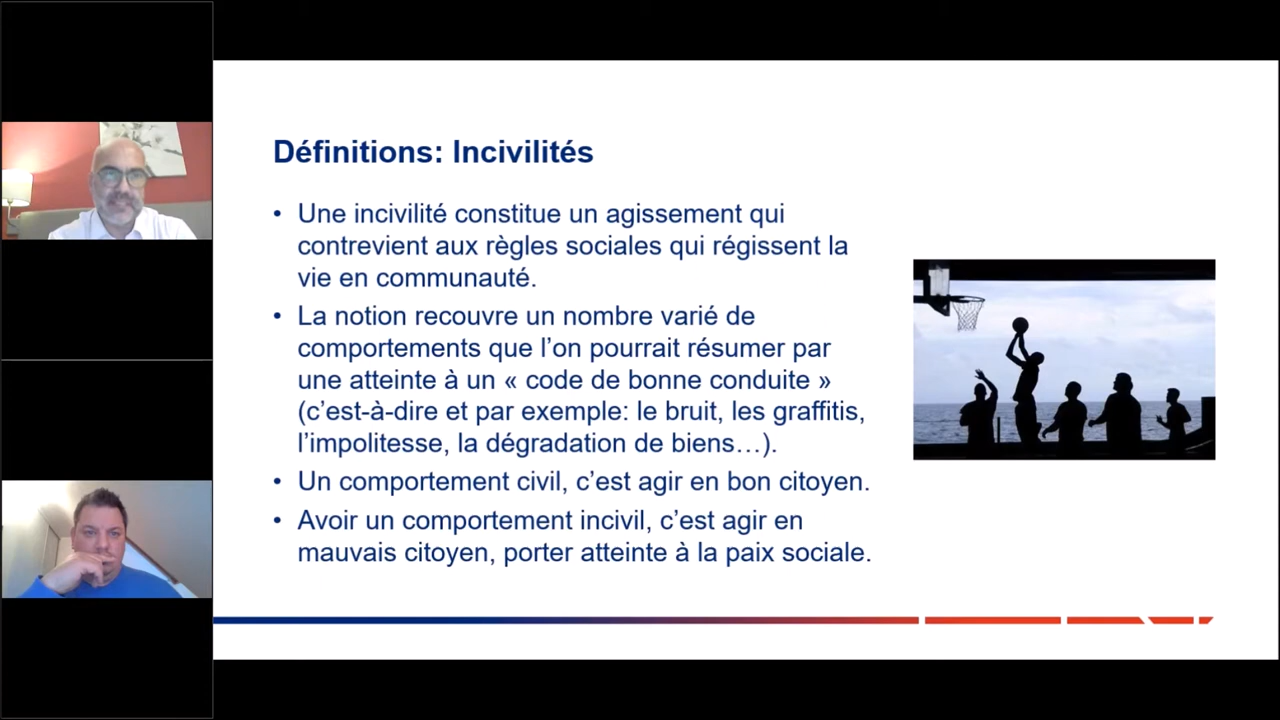 Définitions: Incivilités
• Une incivilité constitue un agissement qui
contrevient aux règles sociales qui régissent la
vie en communauté.
• La notion recouvre un nombre varié de
comportements que l’on pourrait résumer par
une atteinte à un « code de bonne conduite »
(c’est-à-dire et par exemple: le bruit, les graffitis,
l’impolitesse, la dégradation de biens…).
• Un comportement civil, c’est agir en bon citoyen.
• Avoir un comportement incivil, c’est agir en
mauvais citoyen, porter atteinte à la paix sociale.